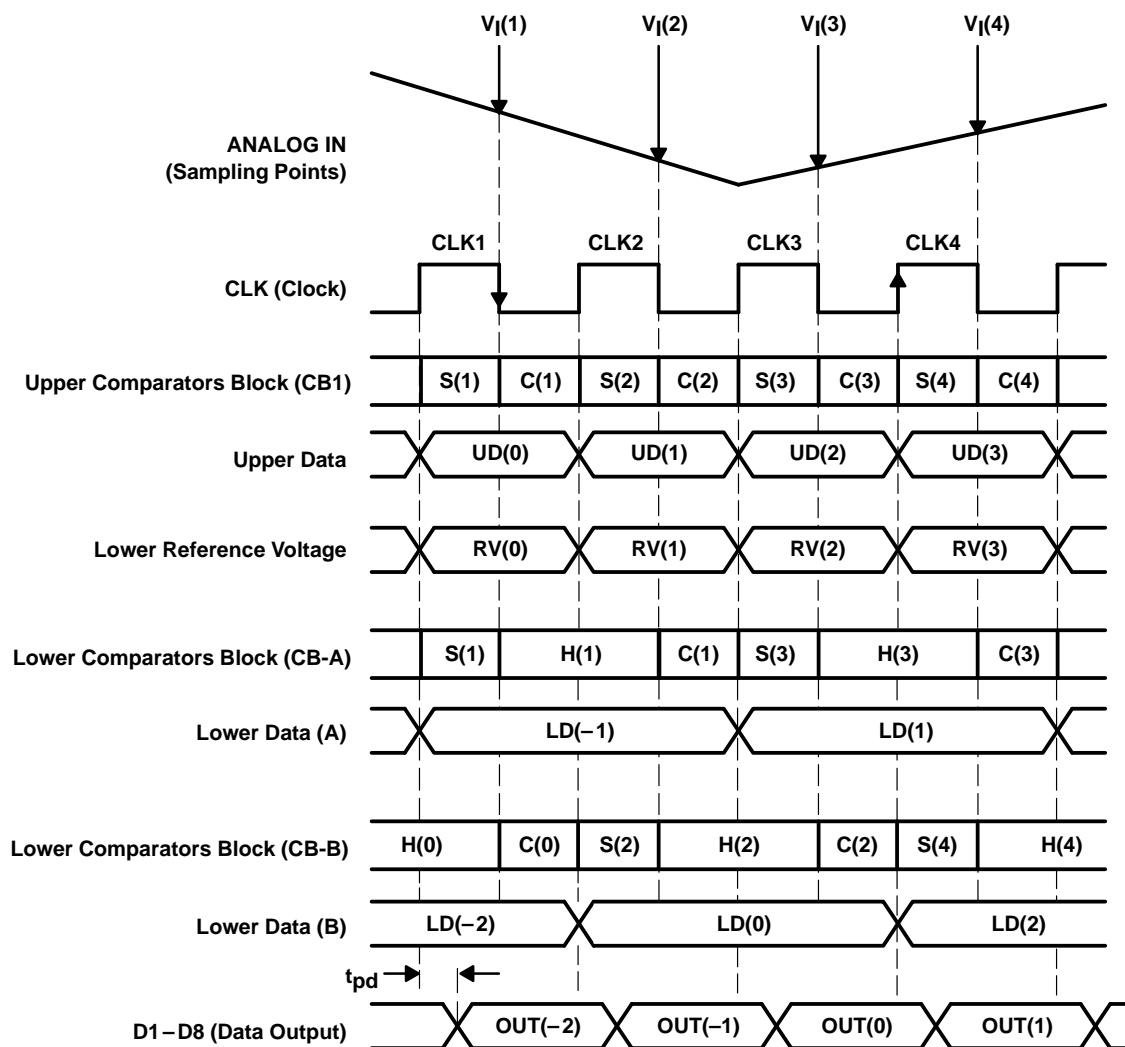 VI(1) VI(2) VI(3) VI(4)
ANALOG IN
(Sampling Points)
CLK1 CLK2 CLK3 CLK4
CLK (Clock)
Upper Comparators Block (CB1) S(1) C(1) S(2) C(2) S(3) C(3) S(4) C(4)
Upper Data UD(0) UD(1) UD(2) UD(3)
Lower Reference Voltage RV(0) RV(1) RV(2) RV(3)
Lower Comparators Block (CB-A) S(1) H(1) C(1) S(3) H(3) C(3)
Lower Data (A) LD(−1) LD(1)
Lower Comparators Block (CB-B) H(0) C(0) S(2) H(2) C(2) S(4) H(4)
Lower Data (B) LD(−2) LD(0) LD(2)
tpd
D1−D8 (Data Output) OUT(−2) OUT(−1) OUT(0) OUT(1)